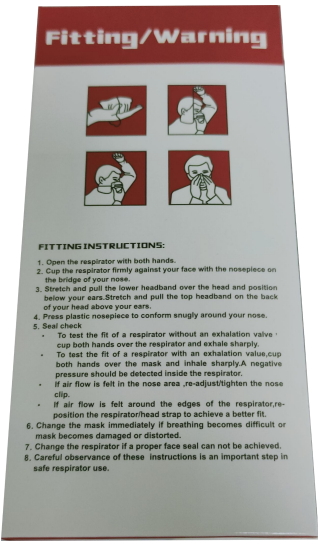 Fitting/Warning
FITTING INSTRUCTIONS:
1. Open the respirator with both hands.
2. Cup the respirator firmly against your face with the nosepiece on
the bridge of your nose.
3. Stretch and pull the lower headband over the head and position
below your ears.Stretch and pull the top headband on the back
of your head above your ears.
4. Press plastic nosepiece to conform snugly around your nose.
5. Seal check
· To test the fit of a respirator without an exhalation valve ·
cup both hands over the respirator and exhale sharply.
· To test the fit of a respirator with an exhalation value,cup
both hands over the mask and inhale sharply.A negative
pressure should be detected inside the respirator.
· If air flow is felt in the nose area ,re-adjust/tighten the nose
clip.
· If air flow is felt around the edges of the respirator,re-
position the respirator/head strap to achieve a better fit.
6. Change the mask immediately if breathing becomes difficult or
mask becomes damaged or distorted.
7. Change the respirator if a proper face seal can not be achieved.
8. Careful observance of these instructions is an important step in
safe respirator use.